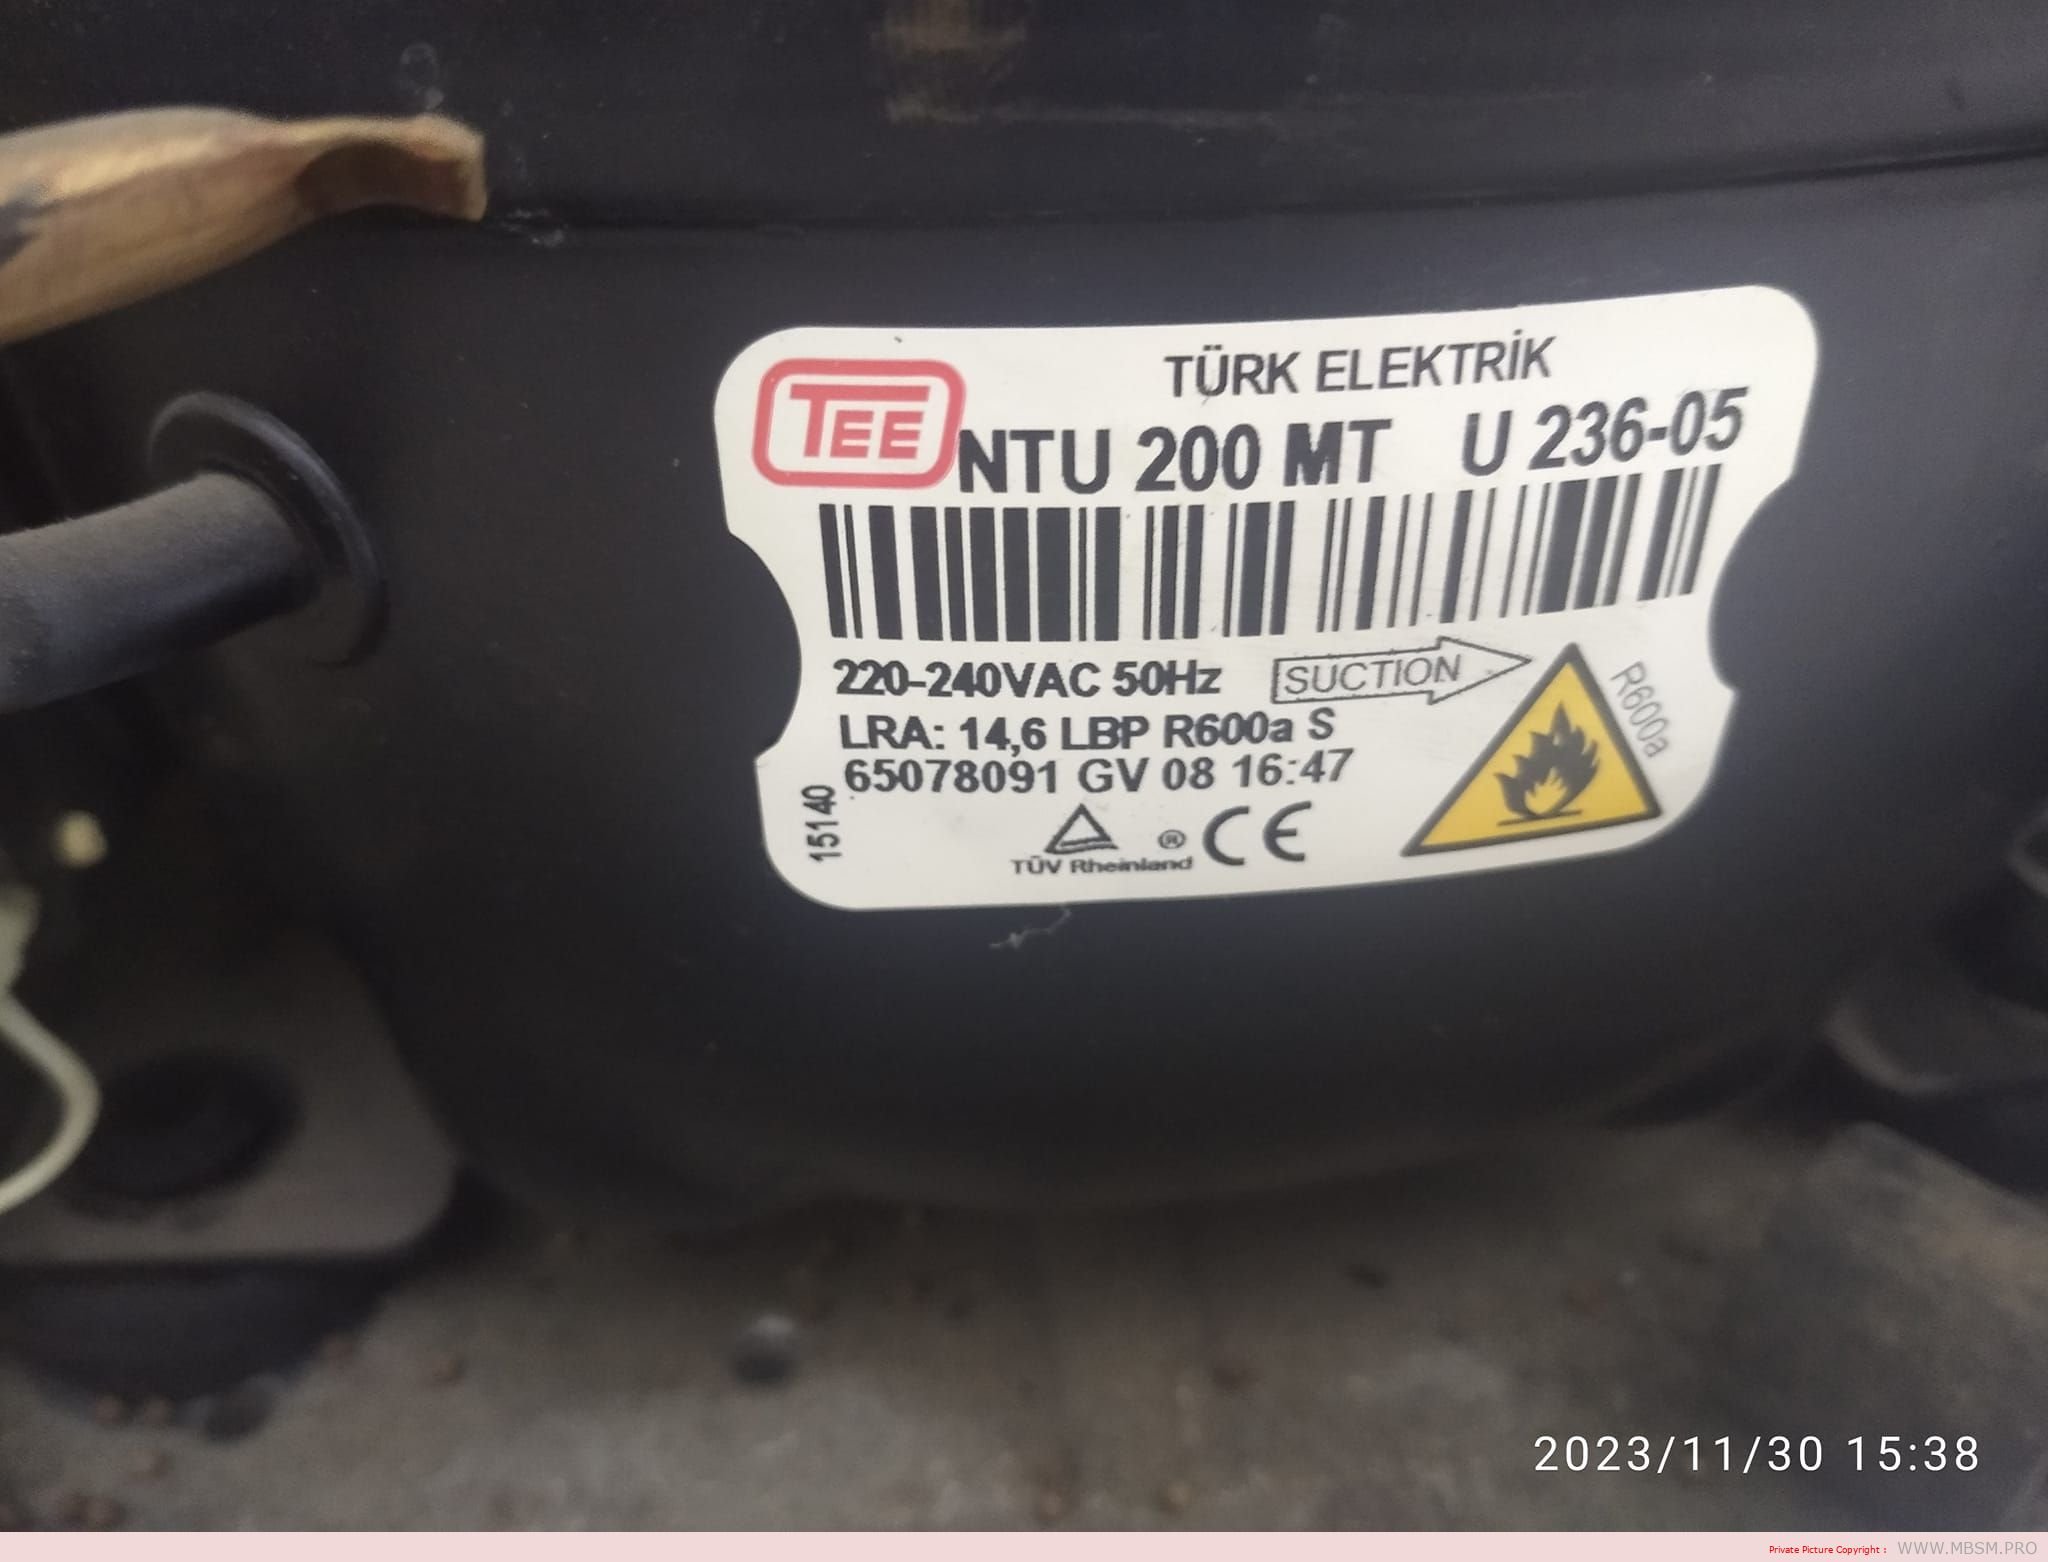 TEE
TÜRK ELEKTRİK
NTU 200 MT U 236-05
220-240VAC 50Hz
SUCTION
LRA: 14,6 LBP R600a S
65078091 GV 08 16:47
15140
TÜV Rheinland ® CE
R600a
2023/11/30 15:38
Private Picture Copyright : WWW.MBSM.PRO